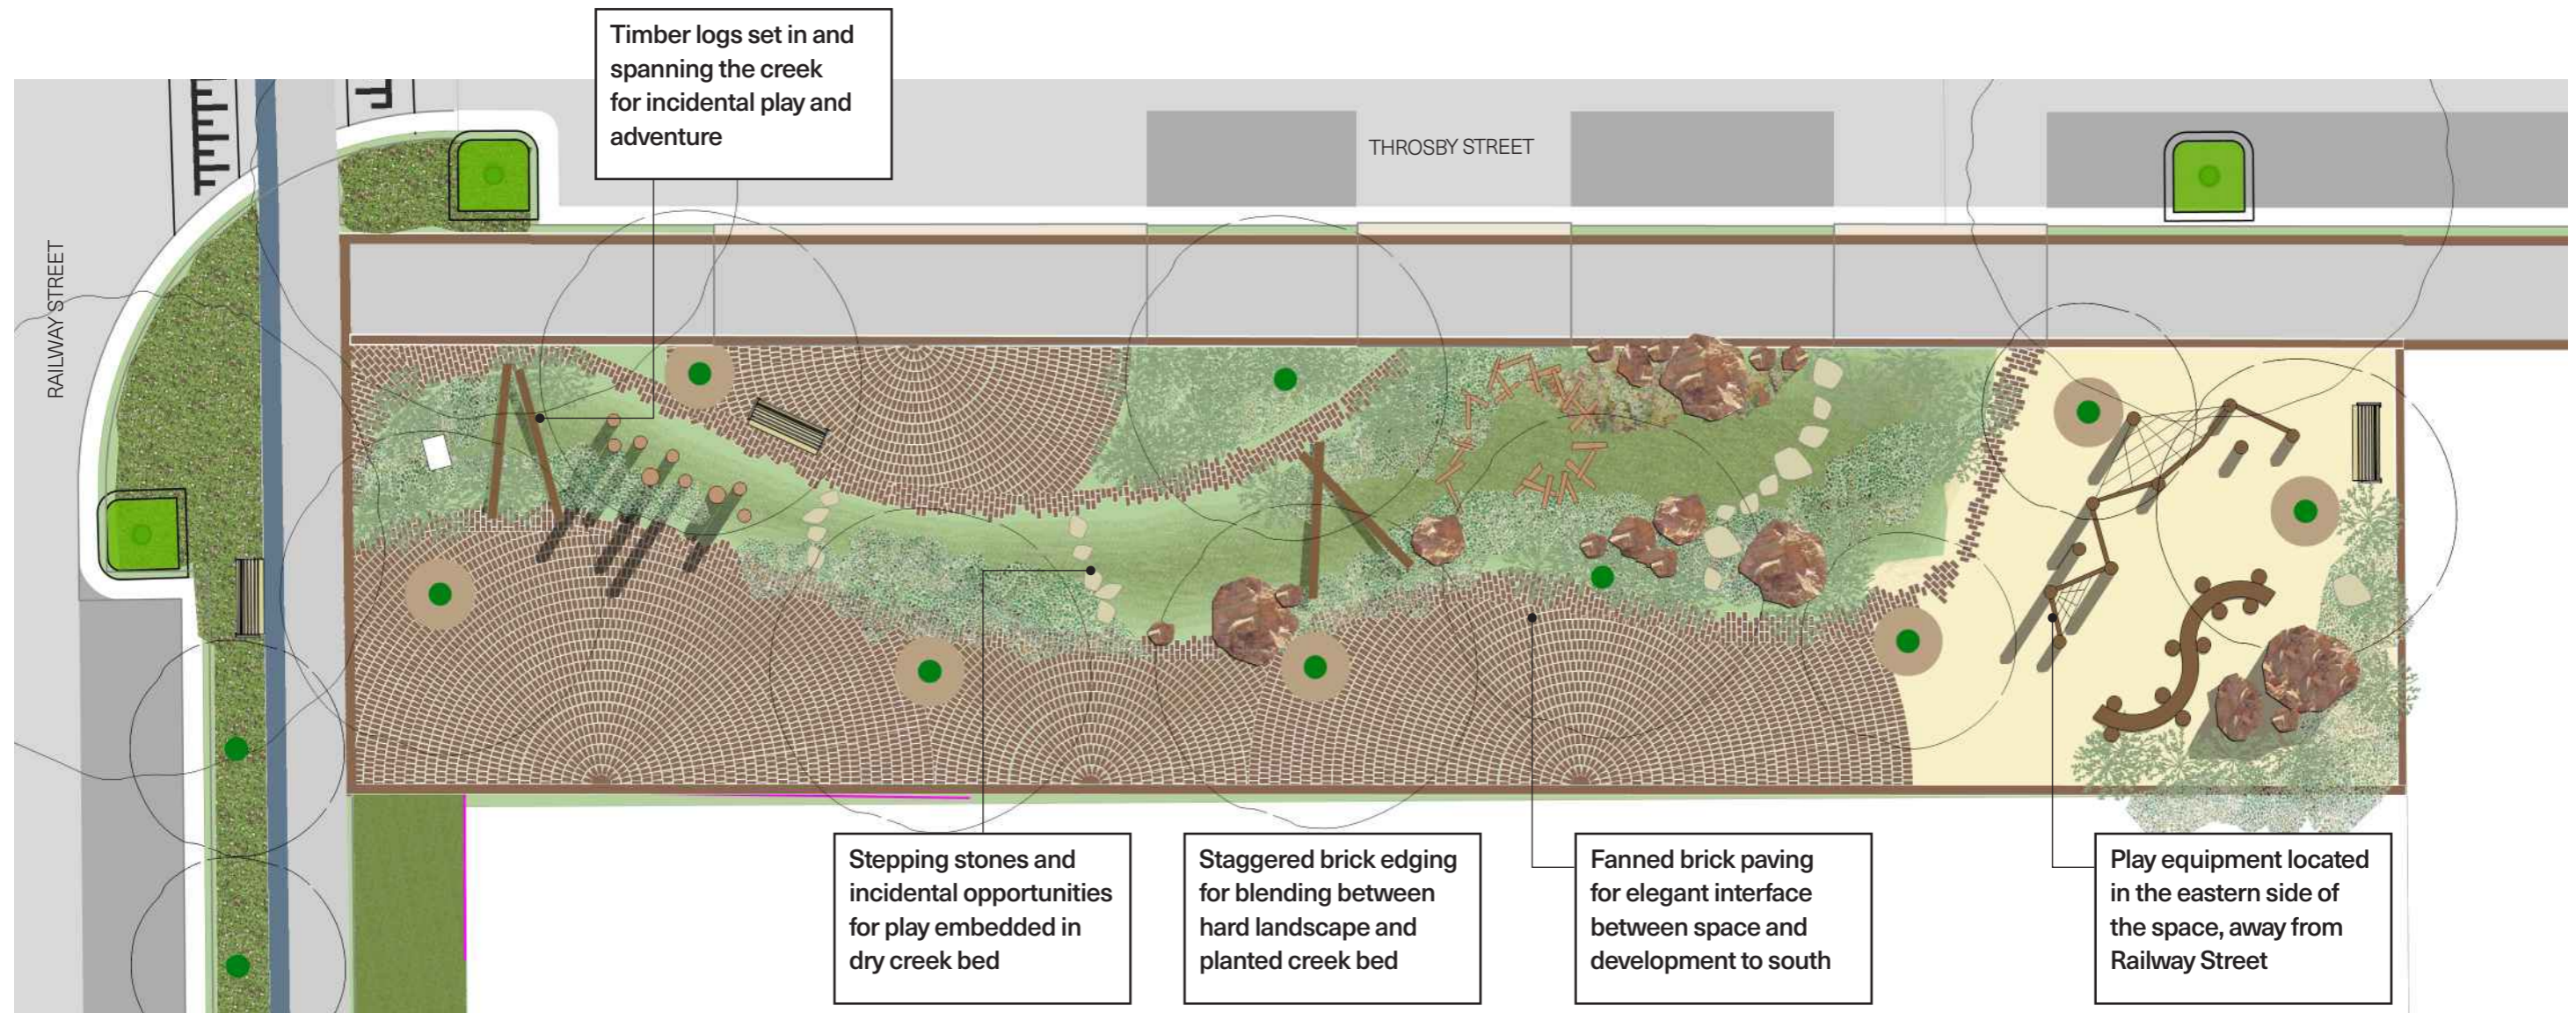 Timber logs set in and
spanning the creek
for incidental play and
adventure
THROSBY STREET
RAILWAY STREET
Stepping stones and
incidental opportunities
for play embedded in
dry creek bed
Staggered brick edging
for blending between
hard landscape and
planted creek bed
Fanned brick paving
for elegant interface
between space and
development to south
Play equipment located
in the eastern side of
the space, away from
Railway Street